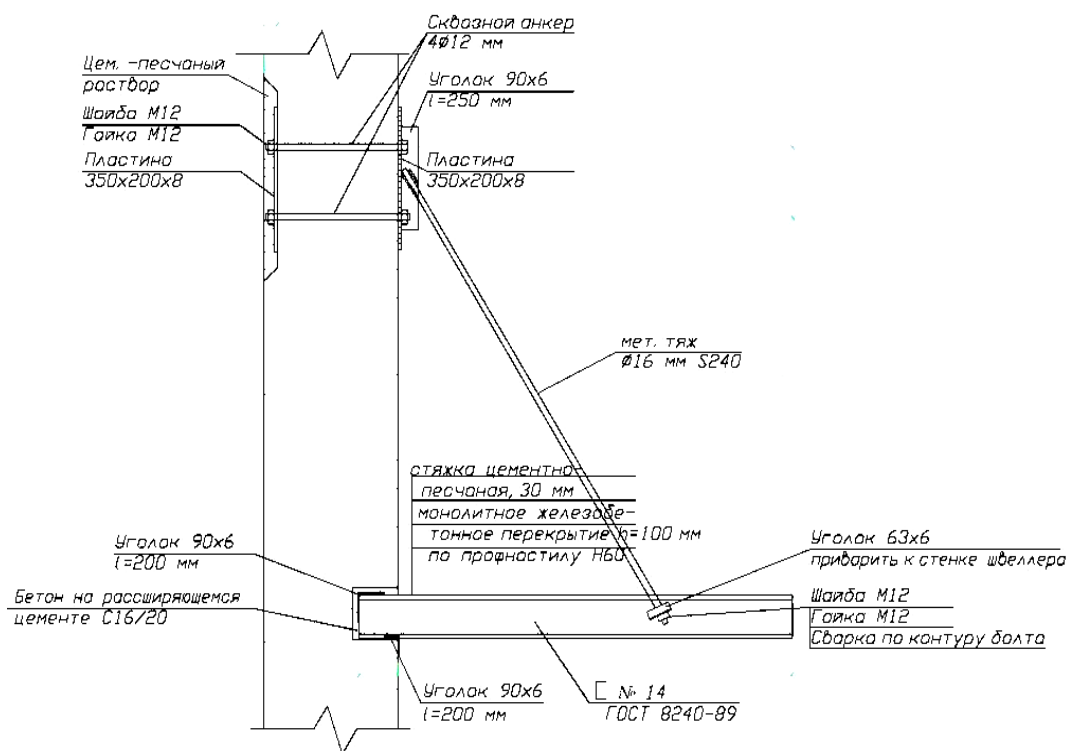 Сквозной анкер
4ø12 мм
Цем. -песчаный
раствор
Уголок 90х6
l=250 мм
Шайба М12
Гайка М12
Пластина
350х200х8
Пластина
350х200х8
мет. тяж
ø16 мм S240
стяжка цементно-
песчаная, 30 мм
монолитное железобе-
тонное перекрытие h=100 мм
по профнастилу Н60
Уголок 90х6
l=200 мм
Уголок 63х6
приварить к стенке швеллера
Бетон на расширяющемся
цементе С16/20
Шайба М12
Гайка М12
Сварка по контуру болта
Уголок 90х6
l=200 мм
[ № 14
ГОСТ 8240-89